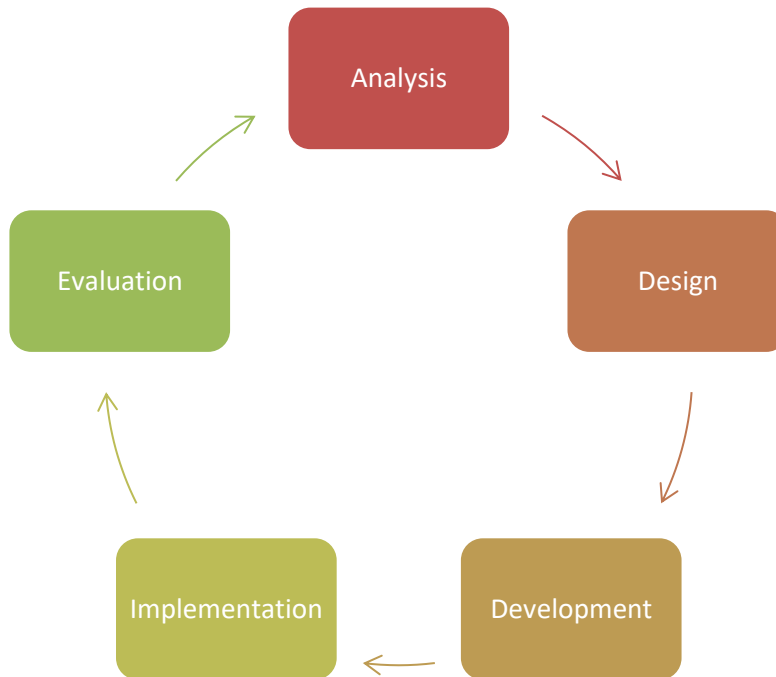 Analysis
Design
Development
Implementation
Evaluation